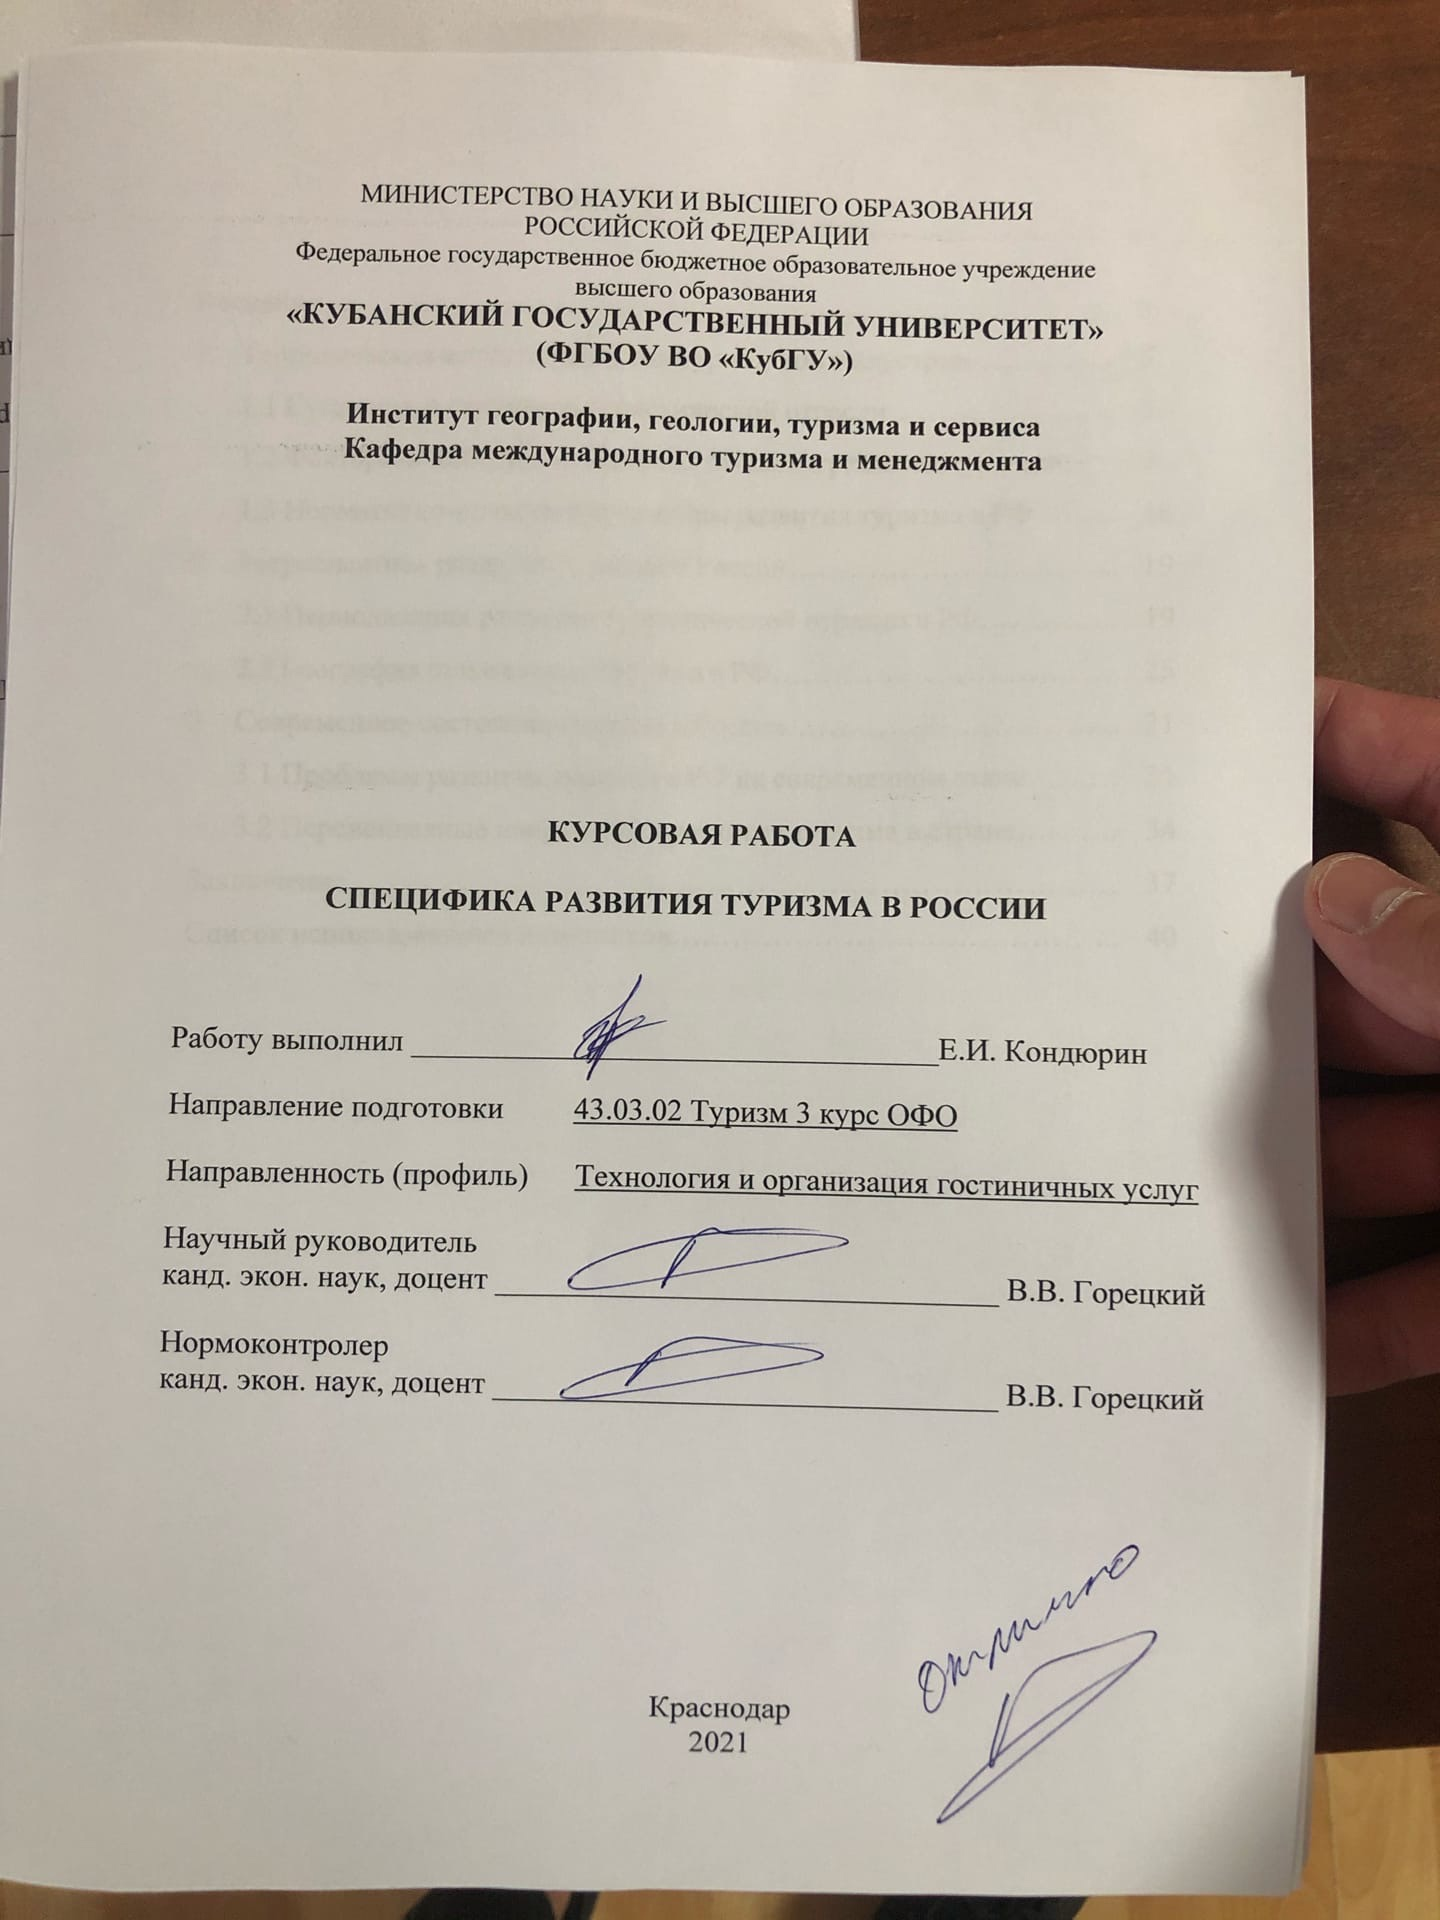 МИНИСТЕРСТВО НАУКИ И ВЫСШЕГО ОБРАЗОВАНИЯ
РОССИЙСКОЙ ФЕДЕРАЦИИ
Федеральное государственное бюджетное образовательное учреждение
высшего образования
«КУБАНСКИЙ ГОСУДАРСТВЕННЫЙ УНИВЕРСИТЕТ»
(ФГБОУ ВО «КубГУ»)
Институт географии, геологии, туризма и сервиса
Кафедра международного туризма и менеджмента
КУРСОВАЯ РАБОТА
СПЕЦИФИКА РАЗВИТИЯ ТУРИЗМА В РОССИИ
Работу выполнил Е.И. Кондюрин
Направление подготовки 43.03.02 Туризм 3 курс ОФО
Направленность (профиль) Технология и организация гостиничных услуг
Научный руководитель
канд. экон. наук, доцент В.В. Горецкий
Нормоконтролер
канд. экон. наук, доцент В.В. Горецкий
Отлично
Краснодар
2021